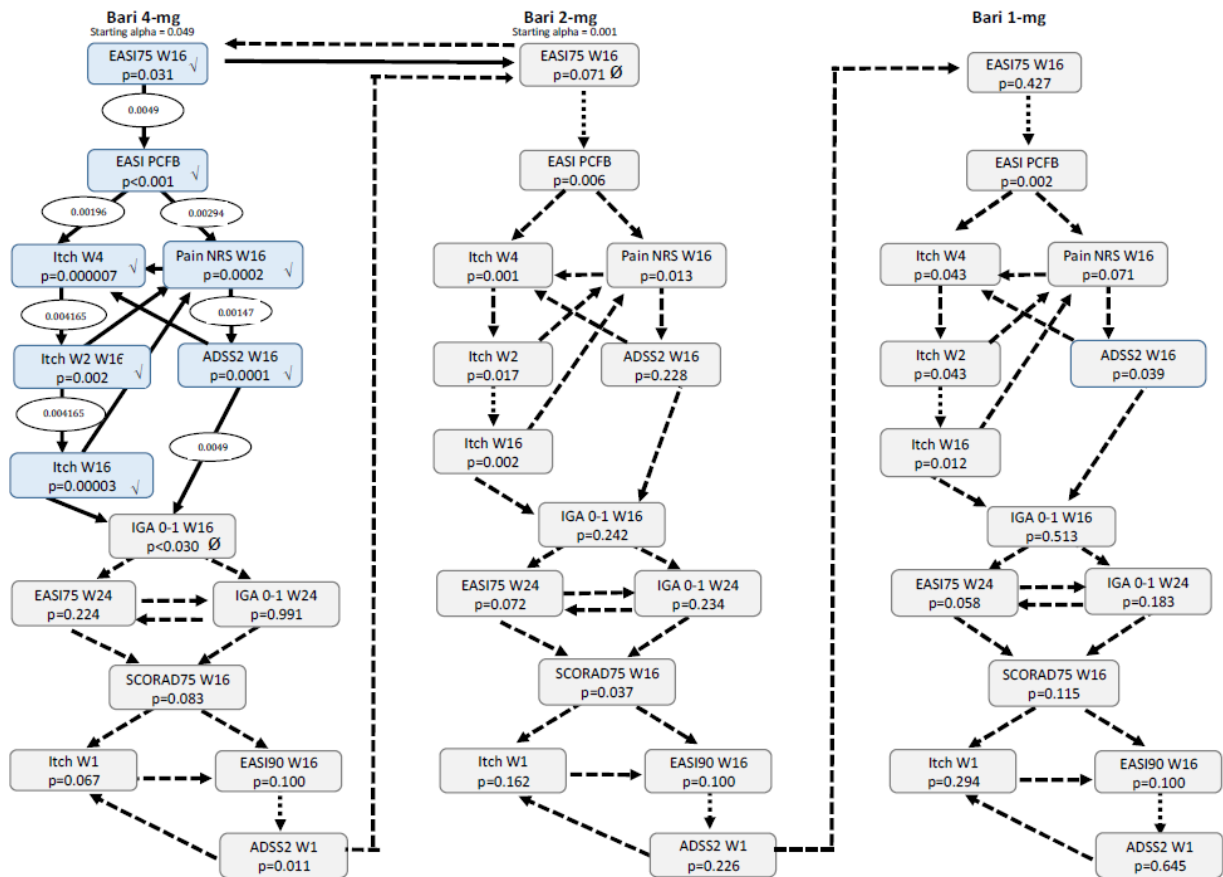 Bari 4-mg
Starting alpha = 0.049
EASI75 W16
p=0.031 √
0.0049
EASI PCFB
p<0.001 √
0.00196
0.00294
Itch W4
p=0.000007 √
Pain NRS W16
p=0.0002 √
0.004165
0.00147
Itch W2 W16
p=0.002 √
ADSS2 W16
p=0.0001 √
0.004165
0.0049
Itch W16
p=0.00003 √
IGA 0-1 W16
p<0.030 Ø
EASI75 W24
p=0.224
IGA 0-1 W24
p=0.991
SCORAD75 W16
p=0.083
Itch W1
p=0.067
EASI90 W16
p=0.100
ADSS2 W1
p=0.011
Bari 2-mg
Starting alpha = 0.001
EASI75 W16
p=0.071 Ø
EASI PCFB
p=0.006
Itch W4
p=0.001
Pain NRS W16
p=0.013
Itch W2
p=0.017
ADSS2 W16
p=0.228
Itch W16
p=0.002
IGA 0-1 W16
p=0.242
EASI75 W24
p=0.072
IGA 0-1 W24
p=0.234
SCORAD75 W16
p=0.037
Itch W1
p=0.162
EASI90 W16
p=0.100
ADSS2 W1
p=0.226
Bari 1-mg
EASI75 W16
p=0.427
EASI PCFB
p=0.002
Itch W4
p=0.043
Pain NRS W16
p=0.071
Itch W2
p=0.043
ADSS2 W16
p=0.039
Itch W16
p=0.012
IGA 0-1 W16
p=0.513
EASI75 W24
p=0.058
IGA 0-1 W24
p=0.183
SCORAD75 W16
p=0.115
Itch W1
p=0.294
EASI90 W16
p=0.100
ADSS2 W1
p=0.645